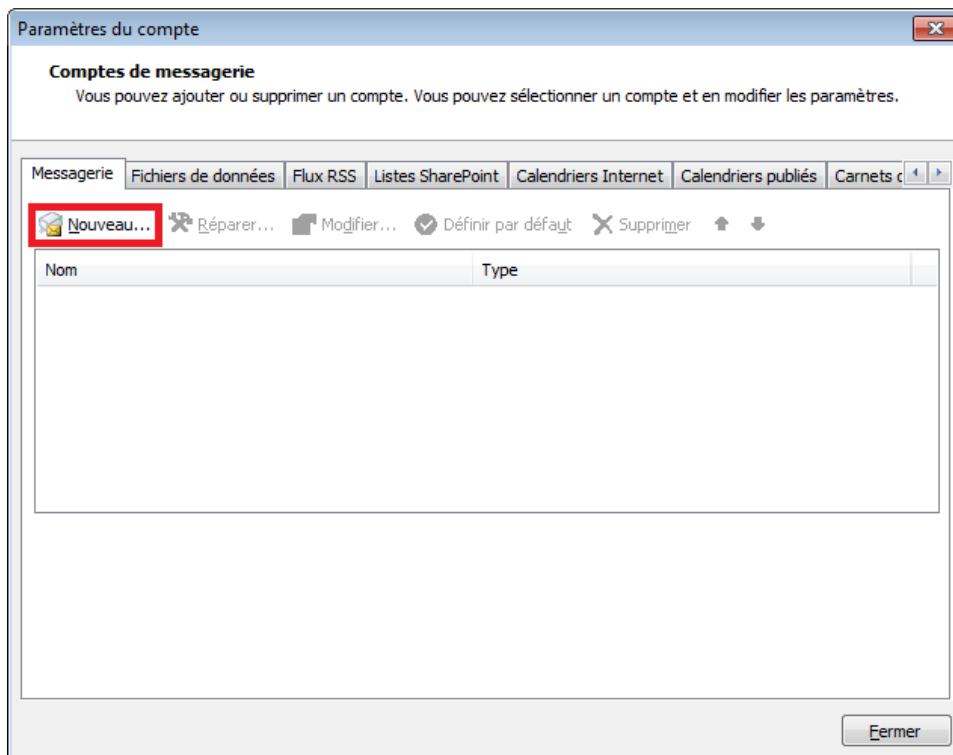 Paramètres du compte
Comptes de messagerie
Vous pouvez ajouter ou supprimer un compte. Vous pouvez sélectionner un compte et en modifier les paramètres.
Messagerie Fichiers de données Flux RSS Listes SharePoint Calendriers Internet Calendriers publiés Carnets
Nouveau... Réparer... Modifier... Définir par défaut Supprimer
Nom Type
Fermer